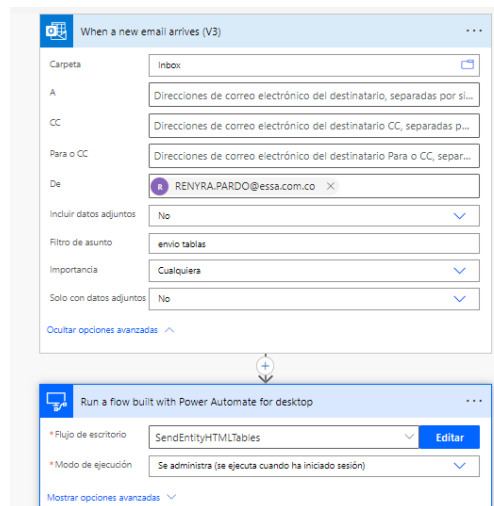 When a new email arrives (V3)
Carpeta
Inbox
A
Direcciones de correo electrónico del destinatario, separadas por si...
CC
Direcciones de correo electrónico del destinatario CC, separadas p...
Para o CC
Direcciones de correo electrónico del destinatario Para o CC, separ...
De
R RENYRA.PARDO@essa.com.co
Incluir datos adjuntos
No
Filtro de asunto
envio tablas
Importancia
Cualquiera
Solo con datos adjuntos
No
Ocultar opciones avanzadas
Run a flow built with Power Automate for desktop
*Flujo de escritorio
SendEntityHTMLTables
Editar
*Modo de ejecución
Se administra (se ejecuta cuando ha iniciado sesión)
Mostrar opciones avanzadas